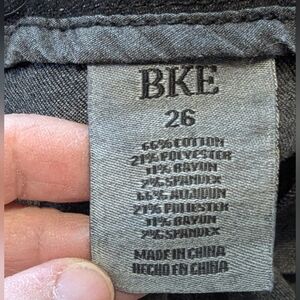 BKE
26
66% COTTON
21% POLYESTER
11% RAYON
2% SPANDEX
66% ALGODON
21% POLIESTER
11% RAYON
2% SPANDEX
MADE IN CHINA
HECHO EN CHINA